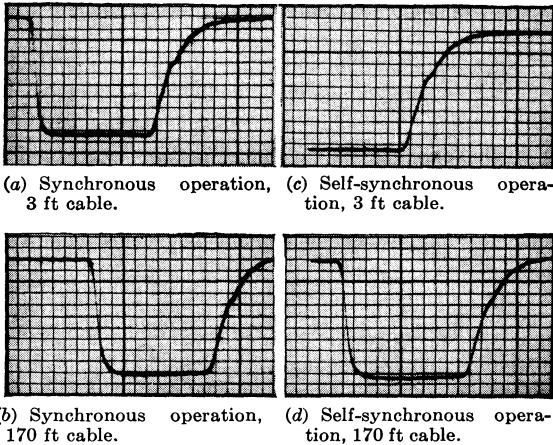 (a) Synchronous operation,
3 ft cable.
(c) Self-synchronous opera-
tion, 3 ft cable.
(b) Synchronous operation,
170 ft cable.
(d) Self-synchronous opera-
tion, 170 ft cable.